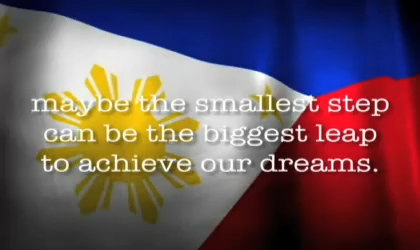 maybe the smallest step
can be the biggest leap
to achieve our dreams.